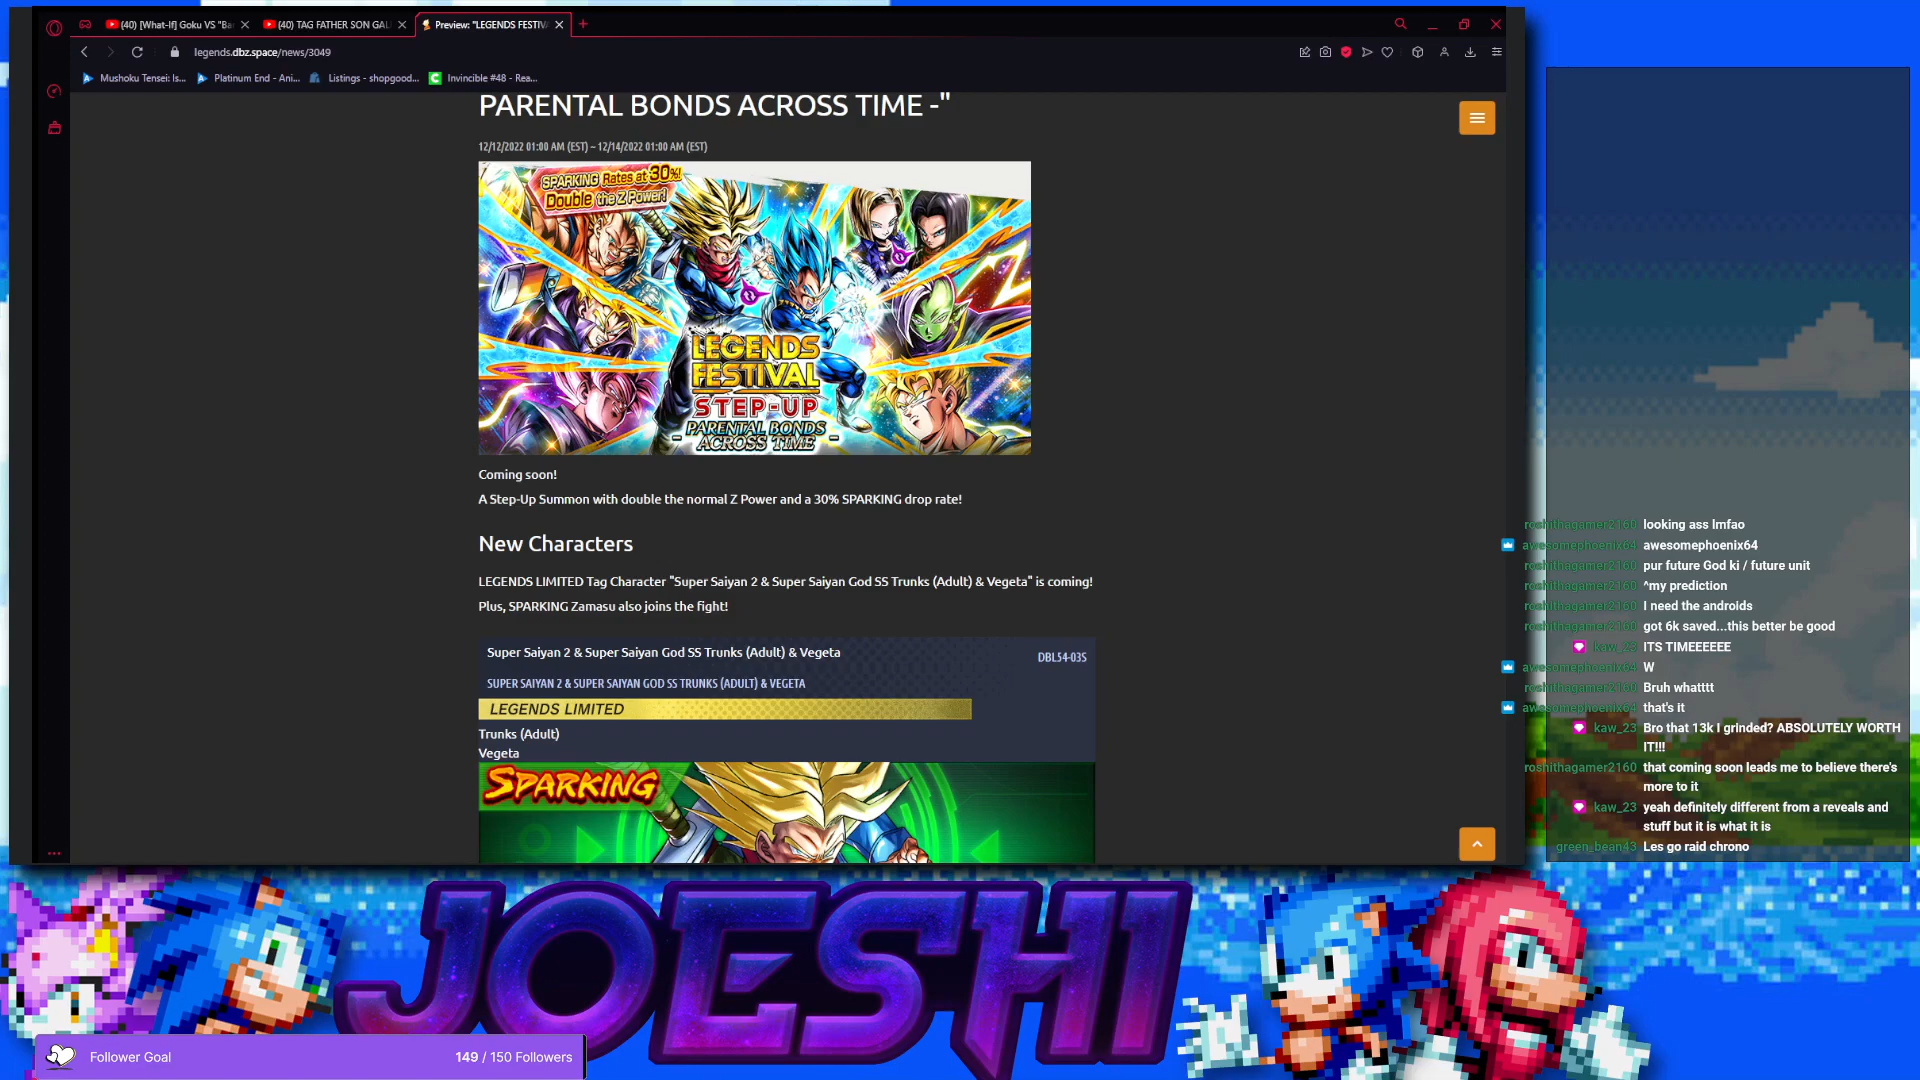 (40) [What-If] Goku VS "Ba
(40) TAG FATHER SON GAL
Preview: "LEGENDS FESTIV
legends.dbz.space/news/3049
Mushoku Tensei: Is...
Platinum End - Ani...
Listings - shopgood...
Invincible #48 - Rea...
PARENTAL BONDS ACROSS TIME -"
12/12/2022 01:00 AM (EST) ~ 12/14/2022 01:00 AM (EST)
SPARKING Rates at 30%!
Double the Z Power!
LEGENDS
FESTIVAL
STEP-UP
- PARENTAL BONDS
ACROSS TIME -
Coming soon!
A Step-Up Summon with double the normal Z Power and a 30% SPARKING drop rate!
New Characters
LEGENDS LIMITED Tag Character "Super Saiyan 2 & Super Saiyan God SS Trunks (Adult) & Vegeta" is coming!
Plus, SPARKING Zamasu also joins the fight!
Super Saiyan 2 & Super Saiyan God SS Trunks (Adult) & Vegeta
DBL54-03S
SUPER SAIYAN 2 & SUPER SAIYAN GOD SS TRUNKS (ADULT) & VEGETA
LEGENDS LIMITED
Trunks (Adult)
Vegeta
SPARKING
roshithagamer2160 looking ass lmfao
awesomephoenix64 awesomephoenix64
roshithagamer2160 pur future God ki / future unit
roshithagamer2160 ^my prediction
roshithagamer2160 I need the androids
roshithagamer2160 got 6k saved...this better be good
kaw_23 ITS TIMEEEEEE
awesomephoenix64 W
roshithagamer2160 Bruh whatttt
awesomephoenix64 that's it
kaw_23 Bro that 13k I grinded? ABSOLUTELY WORTH
IT!!!
roshithagamer2160 that coming soon leads me to believe there's
more to it
kaw_23 yeah definitely different from a reveals and
stuff but it is what it is
green_bean43 Les go raid chrono
JOESHI
Follower Goal
149 / 150 Followers